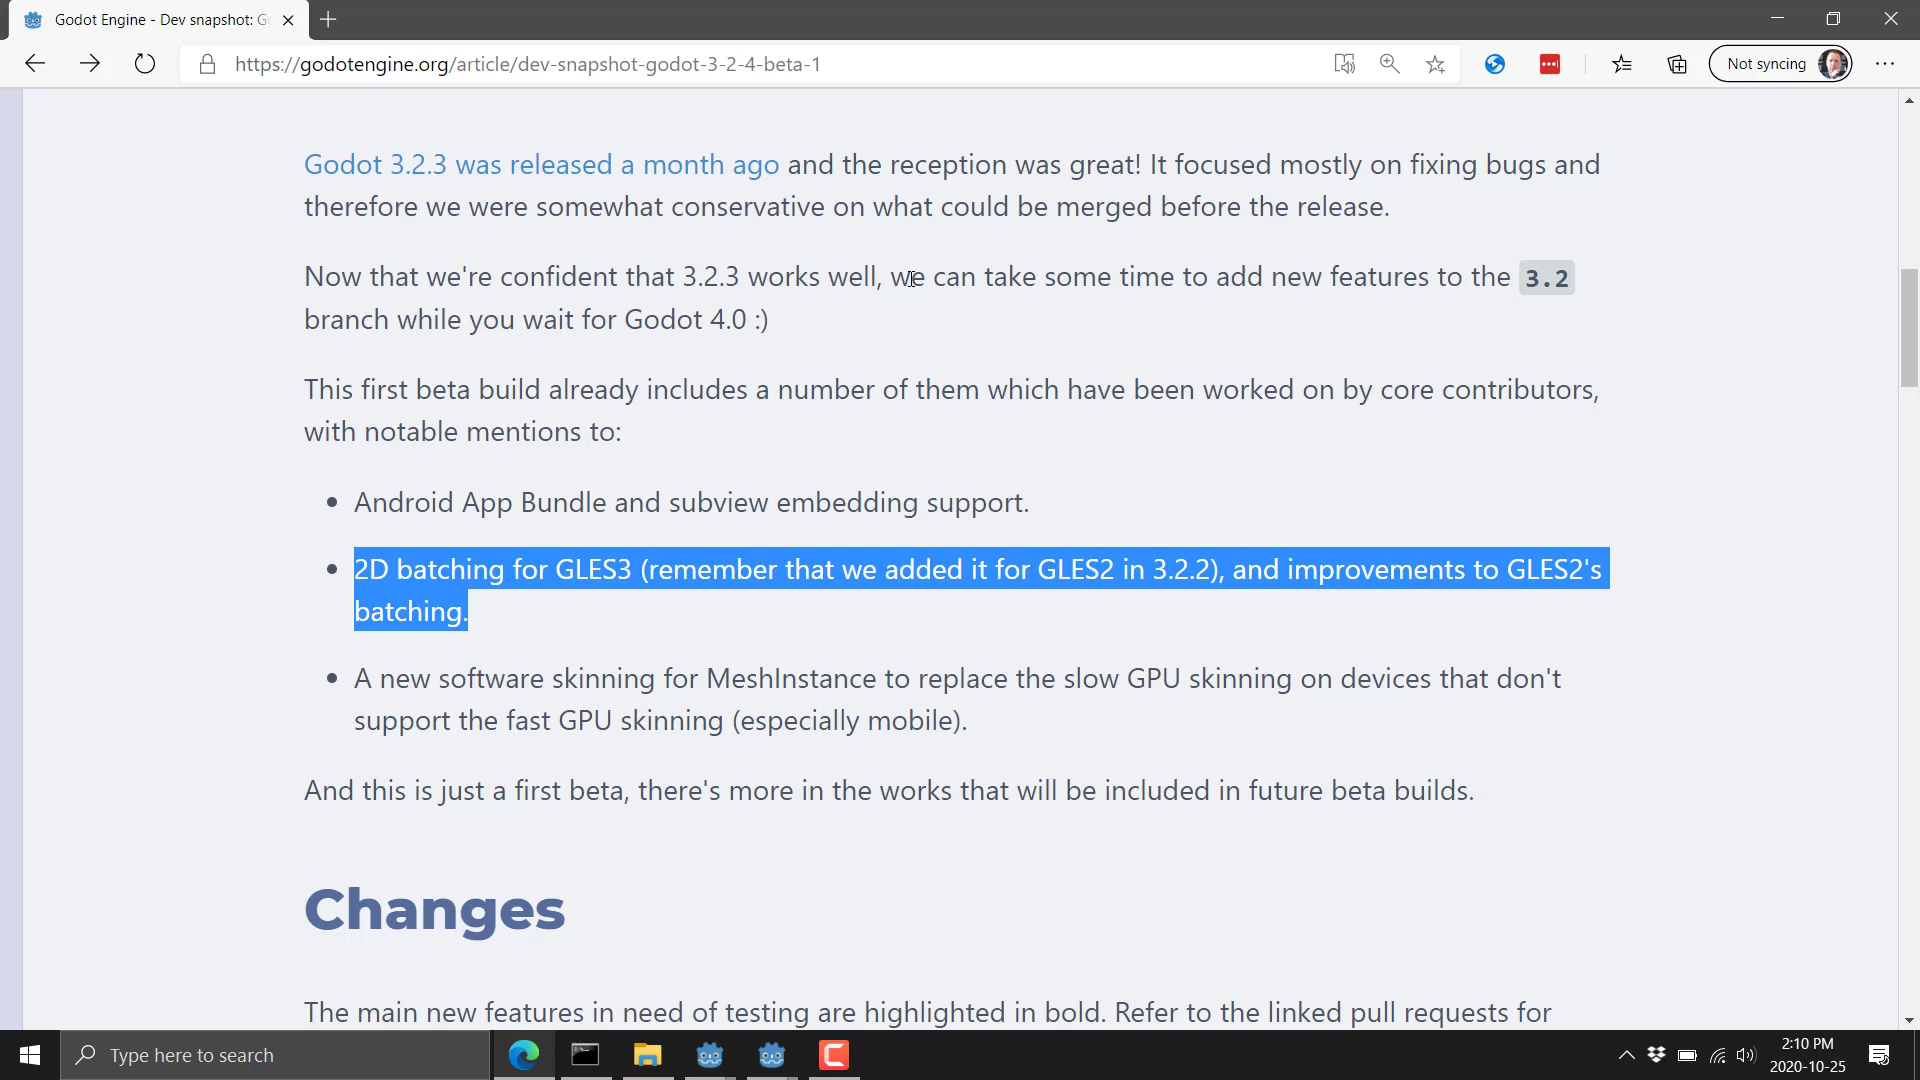 Godot Engine - Dev snapshot: G
https://godotengine.org/article/dev-snapshot-godot-3-2-4-beta-1
Not syncing
Godot 3.2.3 was released a month ago and the reception was great! It focused mostly on fixing bugs and
therefore we were somewhat conservative on what could be merged before the release.
Now that we're confident that 3.2.3 works well, we can take some time to add new features to the 3.2
branch while you wait for Godot 4.0 :)
This first beta build already includes a number of them which have been worked on by core contributors,
with notable mentions to:
• Android App Bundle and subview embedding support.
• 2D batching for GLES3 (remember that we added it for GLES2 in 3.2.2), and improvements to GLES2's
batching.
• A new software skinning for MeshInstance to replace the slow GPU skinning on devices that don't
support the fast GPU skinning (especially mobile).
And this is just a first beta, there's more in the works that will be included in future beta builds.
Changes
The main new features in need of testing are highlighted in bold. Refer to the linked pull requests for
Type here to search
2:10 PM
2020-10-25